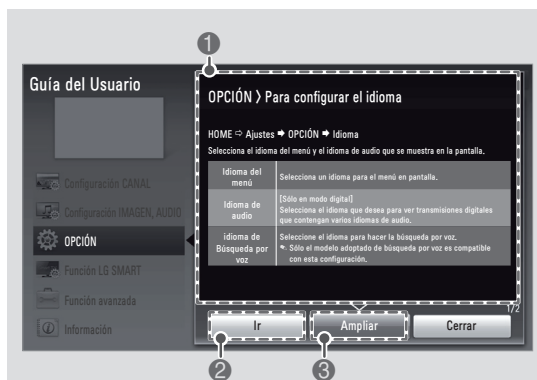 1
Guía del Usuario
Configuración CANAL
Configuración IMAGEN, AUDIO
OPCIÓN
Función LG SMART
Función avanzada
Información
OPCIÓN 〉Para configurar el idioma
HOME ⇨ Ajustes ➡ OPCIÓN ➡ Idioma
Selecciona el idioma del menú y el idioma de audio que se muestra en la pantalla.
Idioma del
menú
Selecciona un idioma para el menú en pantalla.
Idioma de
audio
[Sólo en modo digital]
Selecciona el idioma que desea para ver transmisiones digitales
que contengan varios idiomas de audio.
idioma de
Búsqueda por
voz
Seleccione el idioma para hacer la búsqueda por voz.
Sólo el modelo adoptado de búsqueda por voz es compatible
con esta configuración.
1/2
Ir
Ampliar
Cerrar
2
3